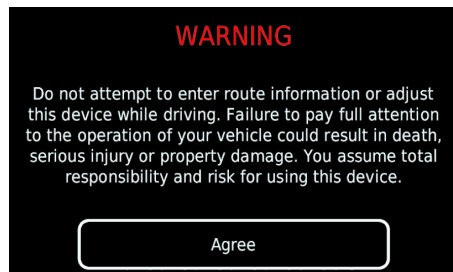 WARNING
Do not attempt to enter route information or adjust
this device while driving. Failure to pay full attention
to the operation of your vehicle could result in death,
serious injury or property damage. You assume total
responsibility and risk for using this device.
Agree